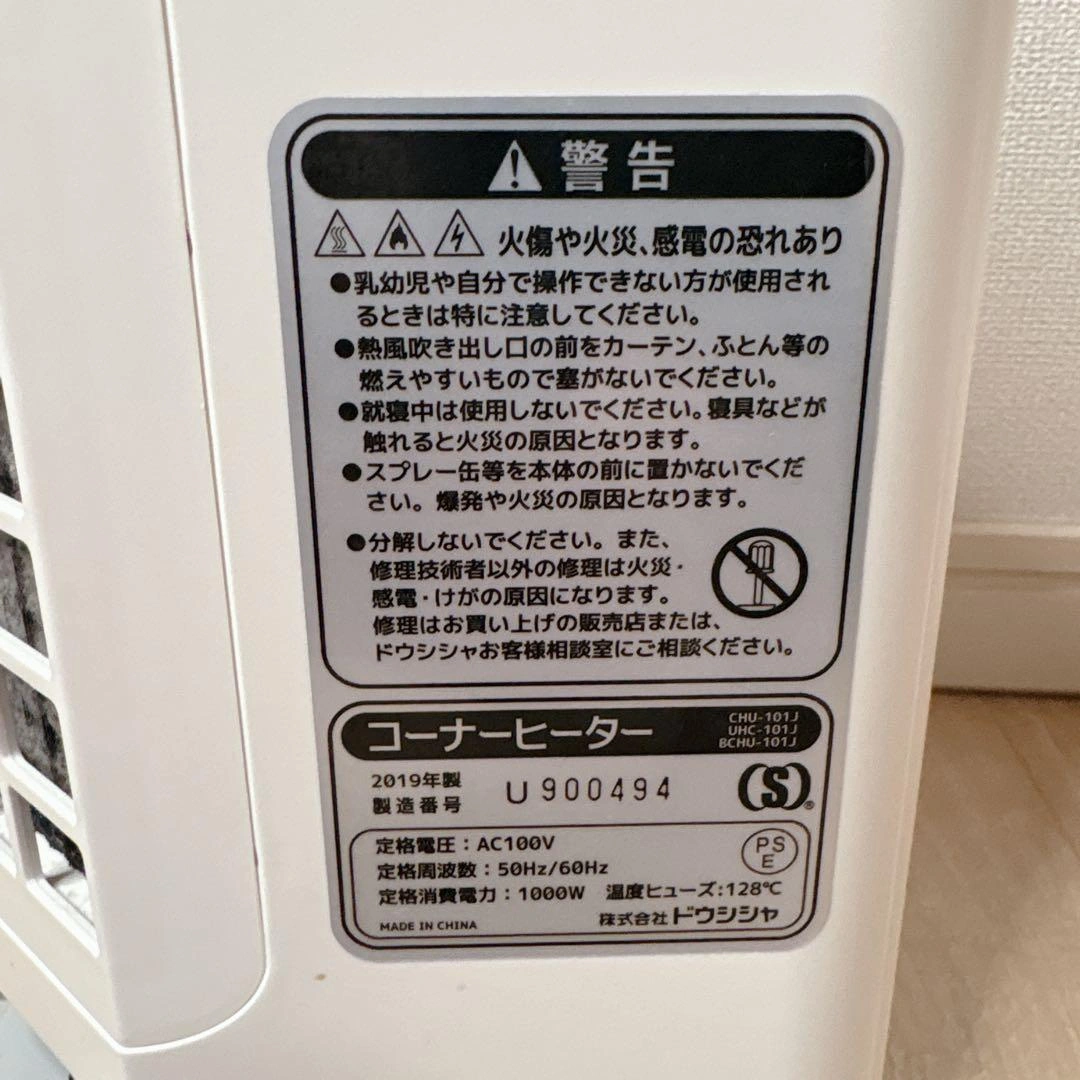 警告
火傷や火災、感電の恐れあり
●乳幼児や自分で操作できない方が使用され
るときは特に注意してください。
●熱風吹き出し口の前をカーテン、ふとん等の
燃えやすいもので塞がないでください。
●就寝中は使用しないでください。寝具などが
触れると火災の原因となります。
●スプレー缶等を本体の前に置かないでくだ
さい。爆発や火災の原因となります。
●分解しないでください。また、
修理技術者以外の修理は火災・
感電・けがの原因になります。
修理はお買い上げの販売店または、
ドウシシャお客様相談室にご相談ください。
コーナーヒーター
CHU-101J
UHC-101J
BCHU-101J
2019年製
製造番号 U900494
(S)®
定格電圧：AC100V
定格周波数：50Hz/60Hz
定格消費電力：1000W 温度ヒューズ:128℃
PS
E
MADE IN CHINA
株式会社ドウシシャ